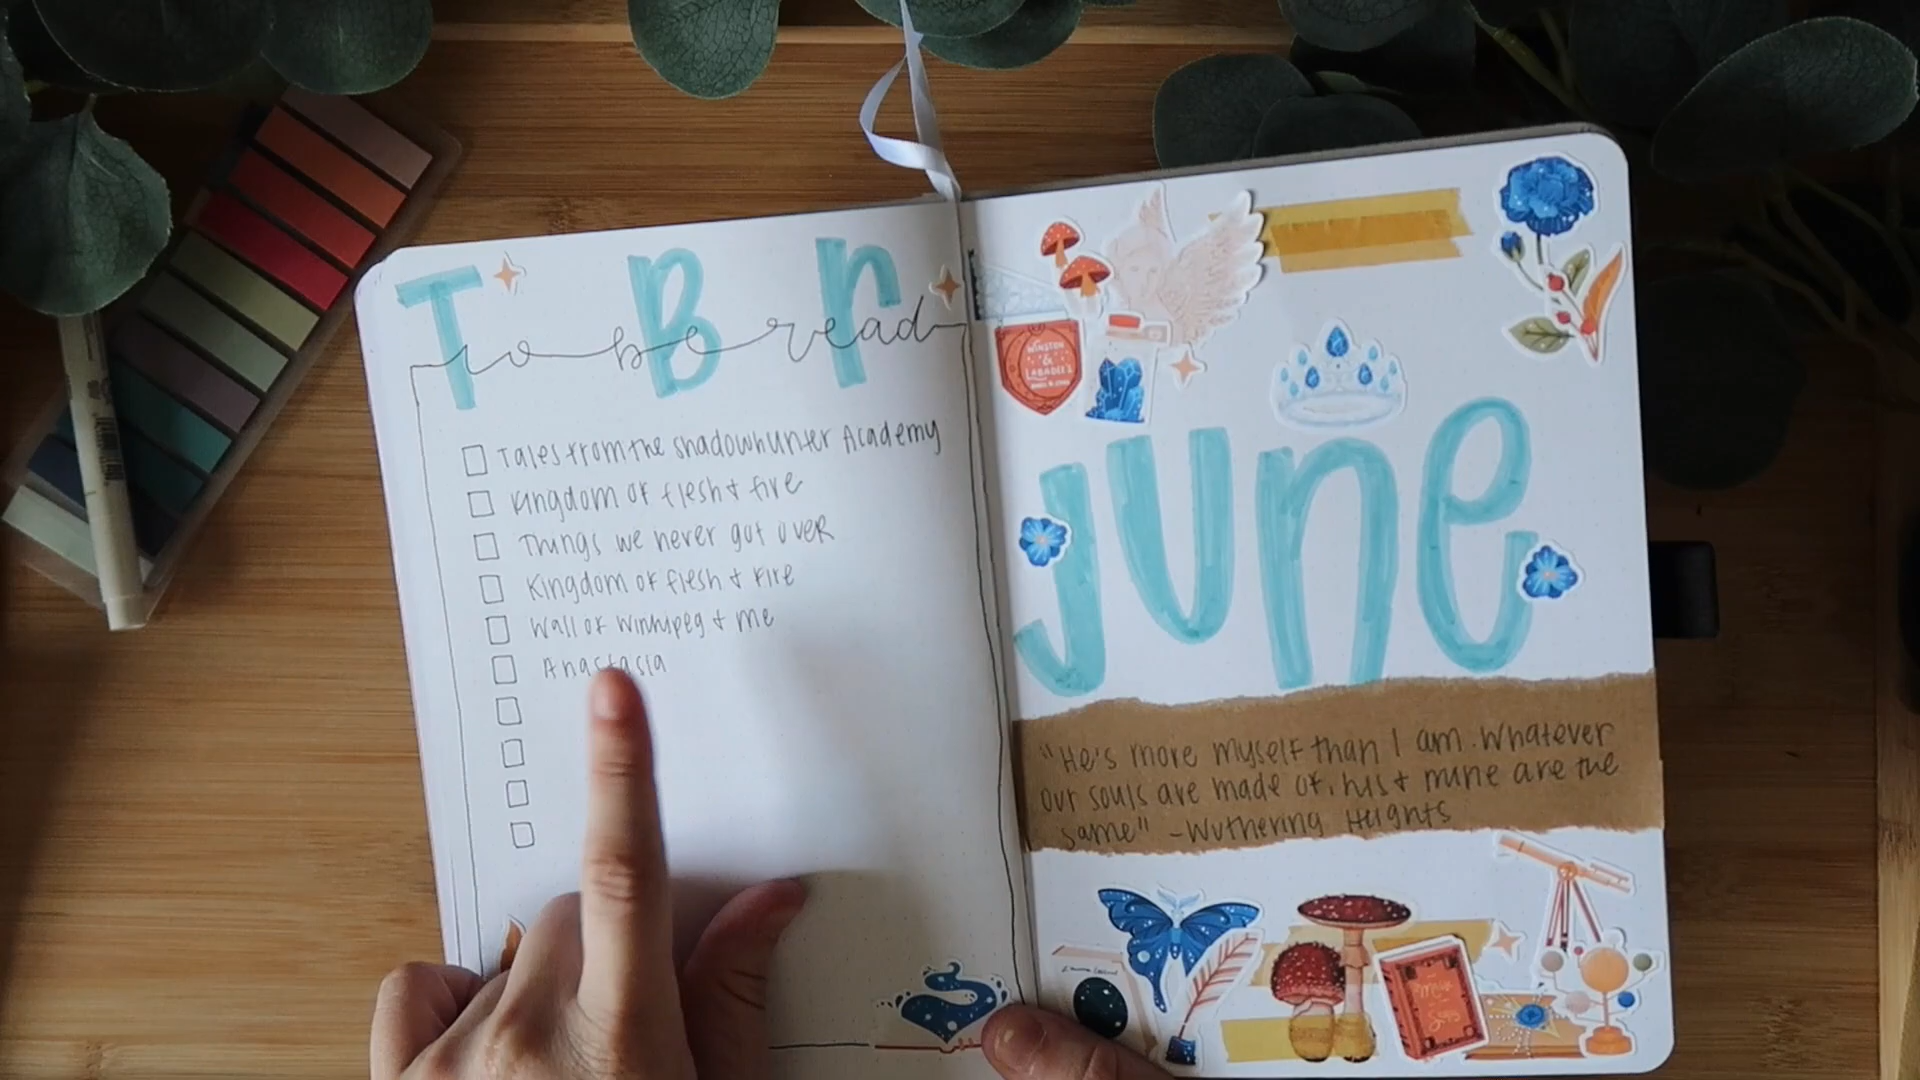 TBr
to be read
Tales from the shadowhunter Academy
Kingdom of flesh & fire
Things we never got over
Kingdom of flesh & fire
Wall of Winnipeg & me
Anastasia
WINSTON
&
LABADEE'S
June
"He's more myself than I am. Whatever
our souls are made of, his & mine are the
same" -Wuthering Heights